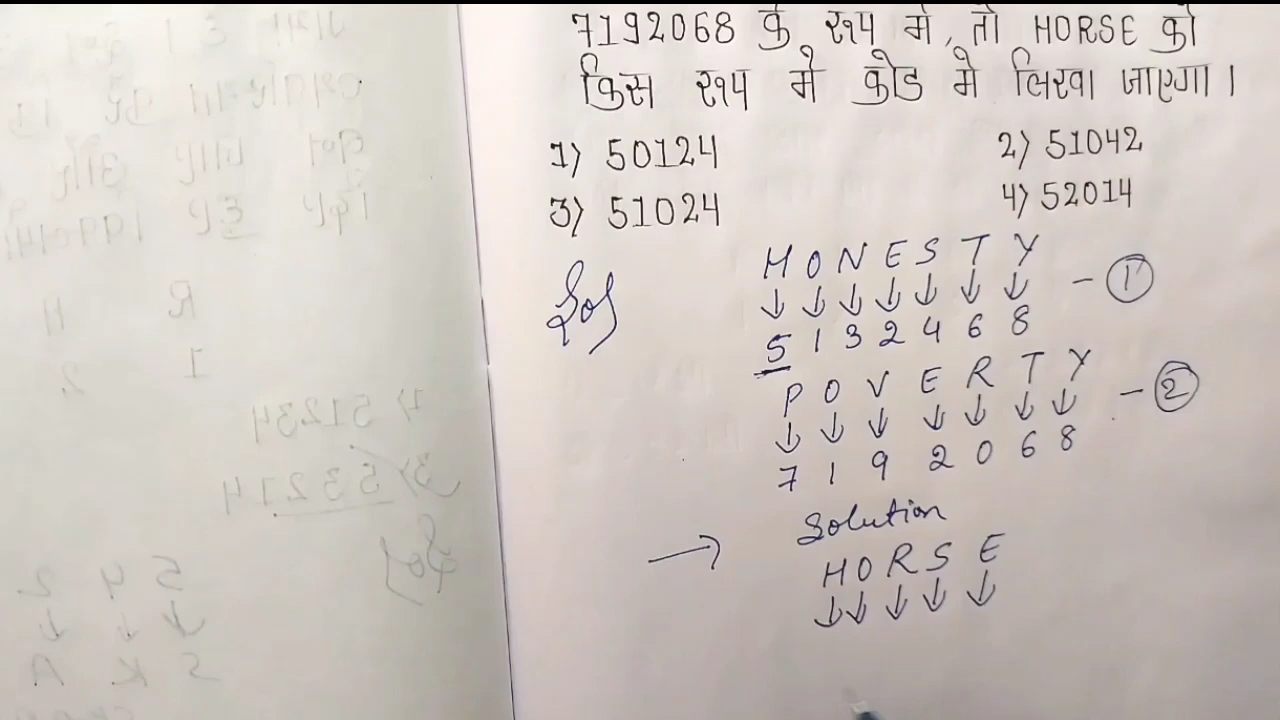 7192068 के रूप में, तो HORSE को
किस रूप में कोड में लिखा जाएगा।
1) 50124 2) 51042
3) 51024 4) 52014
Sol
H O N E S T Y
↓ ↓ ↓ ↓ ↓ ↓ ↓ - ①
5 1 3 2 4 6 8
P O V E R T Y
↓ ↓ ↓ ↓ ↓ ↓ ↓ - ②
7 1 9 2 0 6 8
Solution
→ H O R S E
↓ ↓ ↓ ↓ ↓